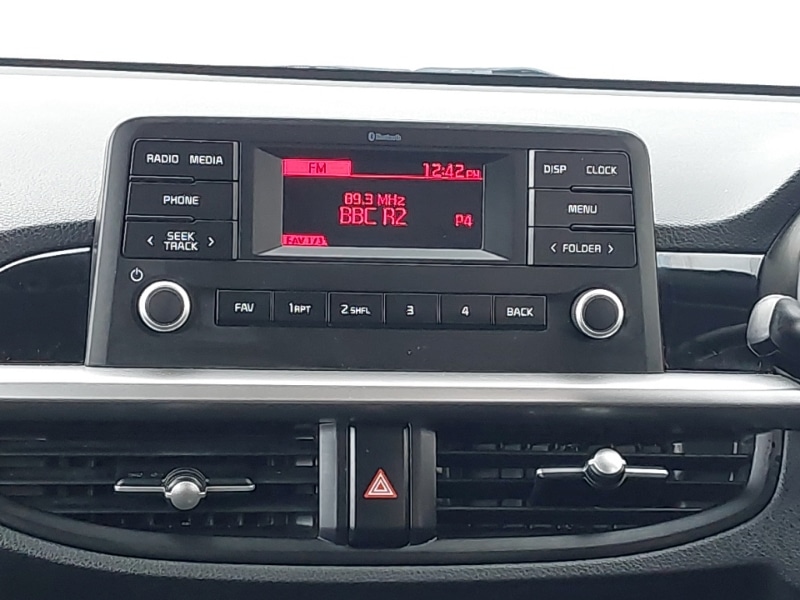 Bluetooth
RADIO MEDIA
PHONE
< SEEK TRACK >
FM 12:42PM
89.3 MHz
BBC R2 P4
FAV 1/3
DISP CLOCK
MENU
< FOLDER >
FAV 1RPT 2SHFL 3 4 BACK